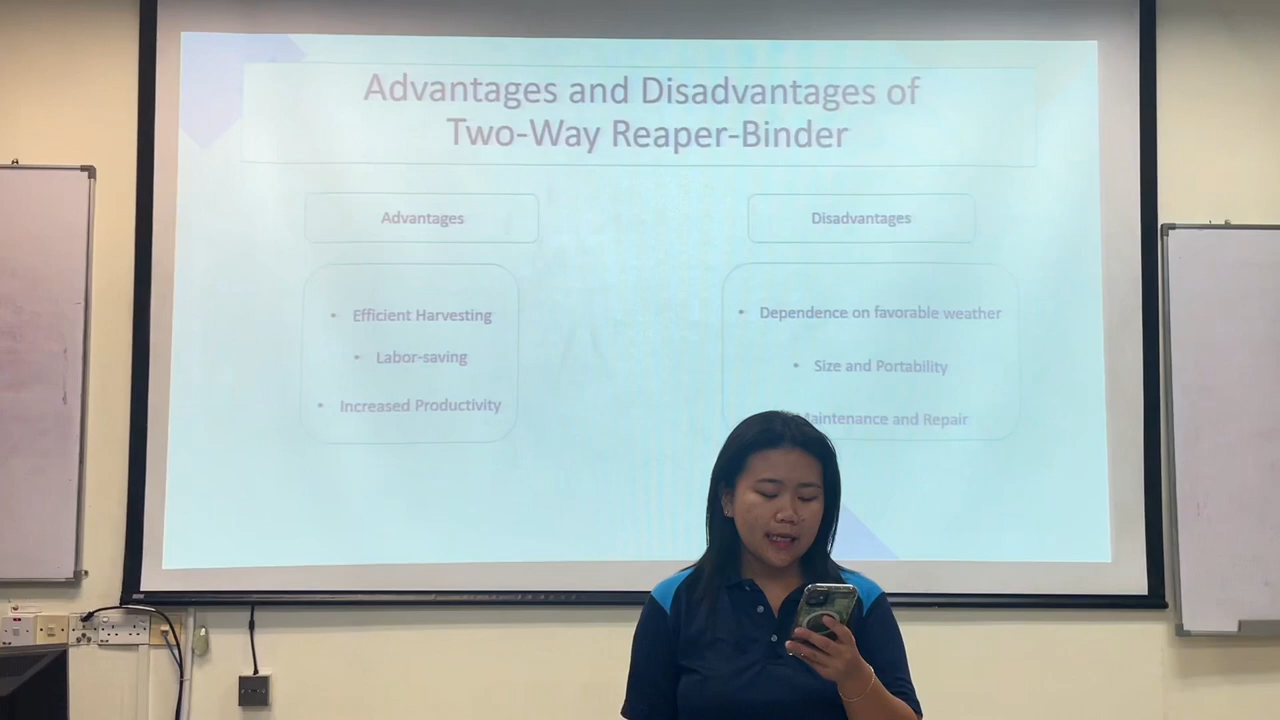 Advantages and Disadvantages of
Two-Way Reaper-Binder
Advantages
Disadvantages
• Efficient Harvesting
• Labor-saving
• Increased Productivity
• Dependence on favorable weather
• Size and Portability
Maintenance and Repair